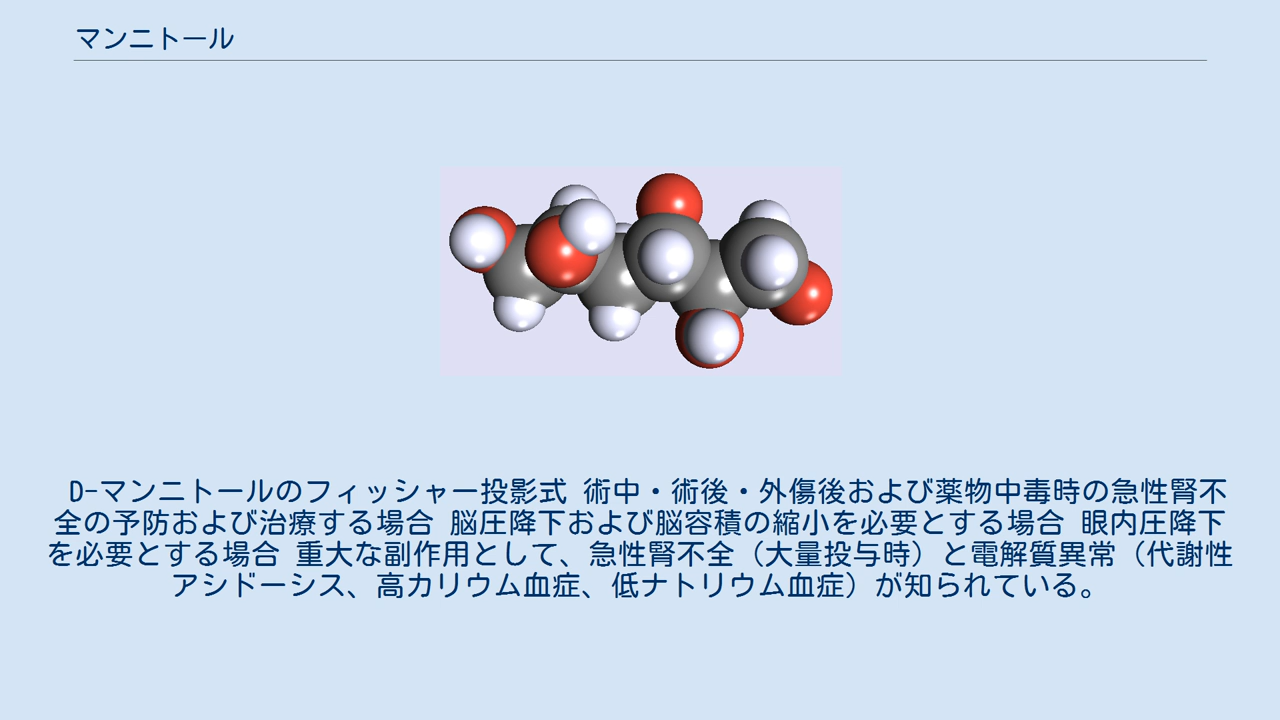 マンニトール
D-マンニトールのフィッシャー投影式 術中・術後・外傷後および薬物中毒時の急性腎不
全の予防および治療する場合 脳圧降下および脳容積の縮小を必要とする場合 眼内圧降下
を必要とする場合 重大な副作用として、急性腎不全（大量投与時）と電解質異常（代謝性
アシドーシス、高カリウム血症、低ナトリウム血症）が知られている。